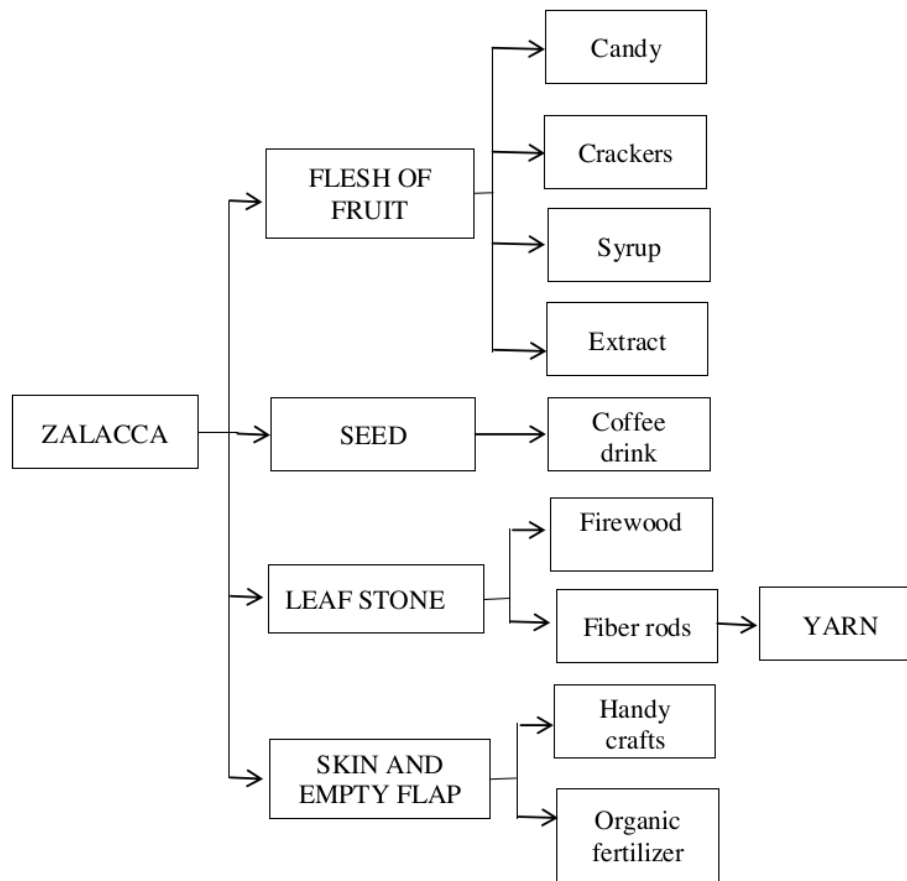 Candy
Crackers
FLESH OF
FRUIT
Syrup
Extract
ZALACCA
SEED
Coffee
drink
Firewood
LEAF STONE
Fiber rods
YARN
Handy
crafts
SKIN AND
EMPTY FLAP
Organic
fertilizer